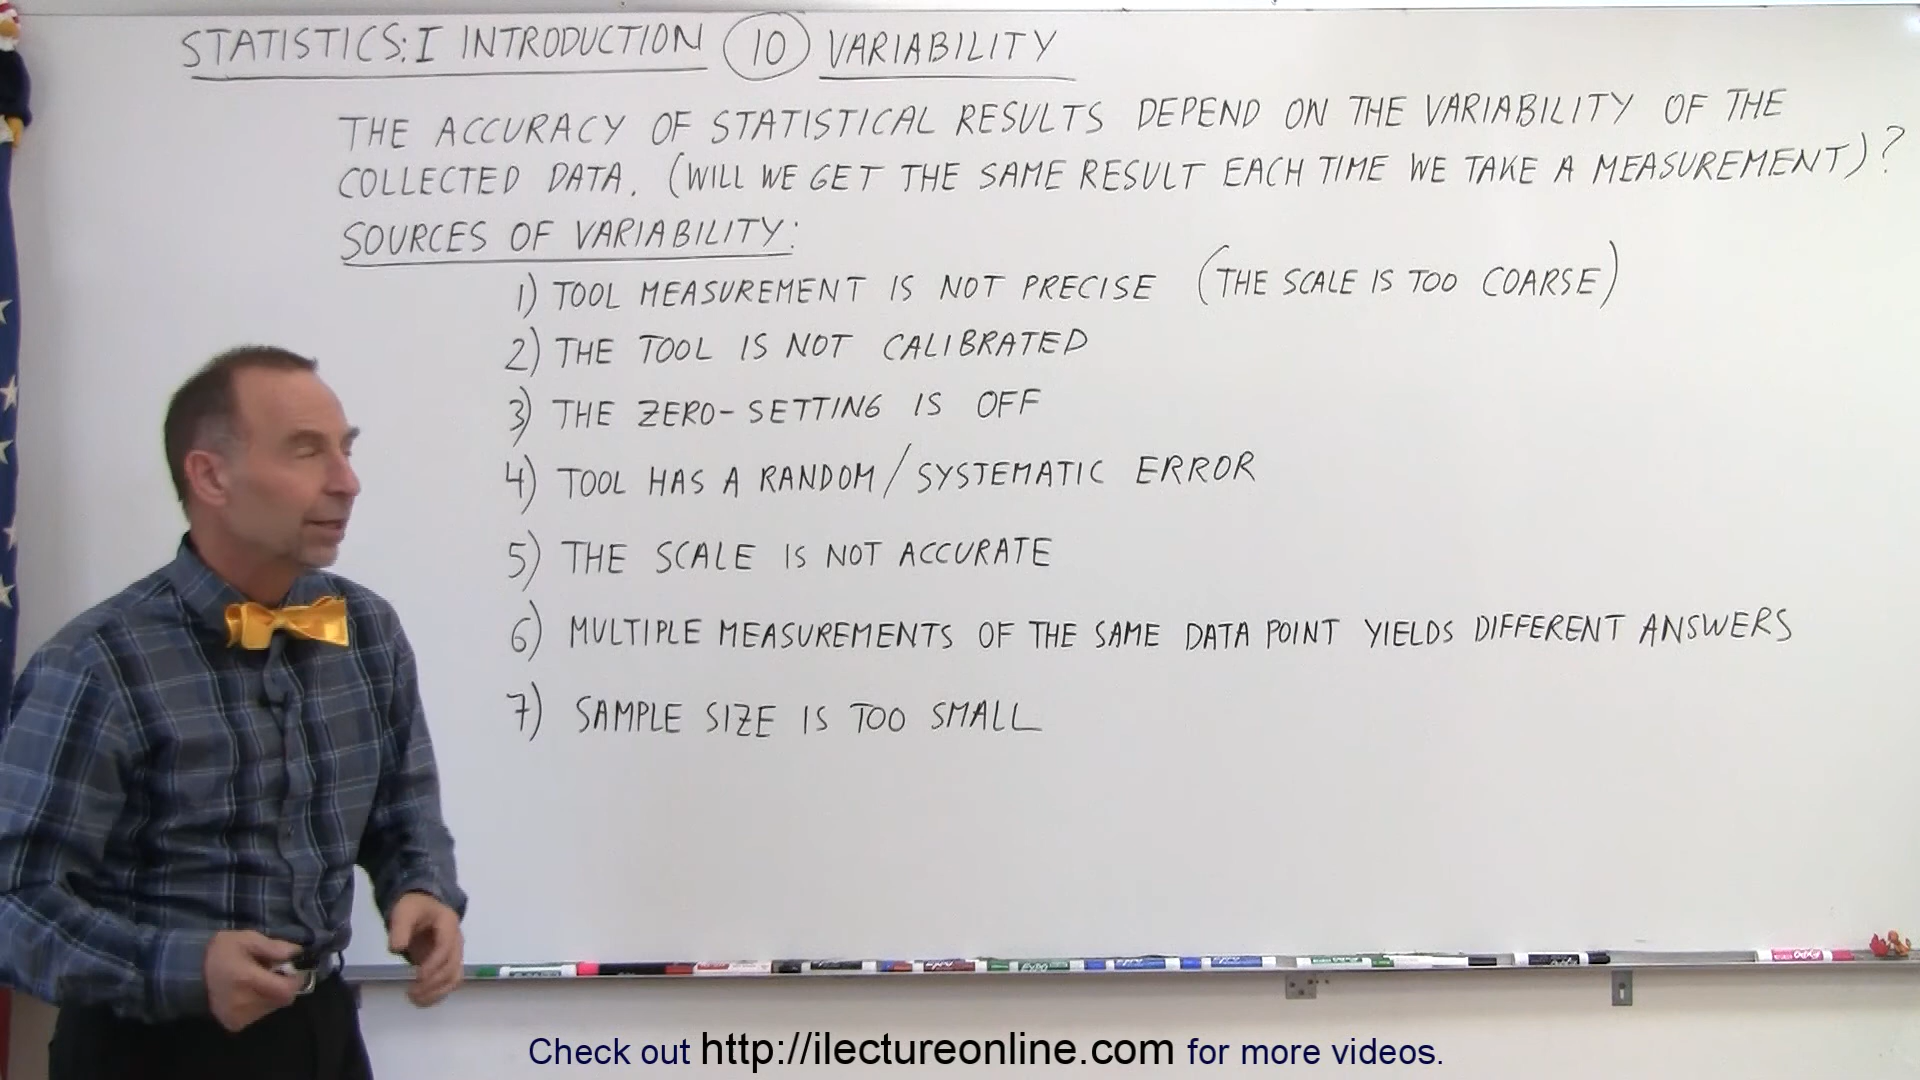 STATISTICS: I INTRODUCTION 10 VARIABILITY
THE ACCURACY OF STATISTICAL RESULTS DEPEND ON THE VARIABILITY OF THE
COLLECTED DATA. (WILL WE GET THE SAME RESULT EACH TIME WE TAKE A MEASUREMENT)?
SOURCES OF VARIABILITY:
1) TOOL MEASUREMENT IS NOT PRECISE (THE SCALE IS TOO COARSE)
2) THE TOOL IS NOT CALIBRATED
3) THE ZERO-SETTING IS OFF
4) TOOL HAS A RANDOM/SYSTEMATIC ERROR
5) THE SCALE IS NOT ACCURATE
6) MULTIPLE MEASUREMENTS OF THE SAME DATA POINT YIELDS DIFFERENT ANSWERS
7) SAMPLE SIZE IS TOO SMALL
Check out http://ilectureonline.com for more videos.